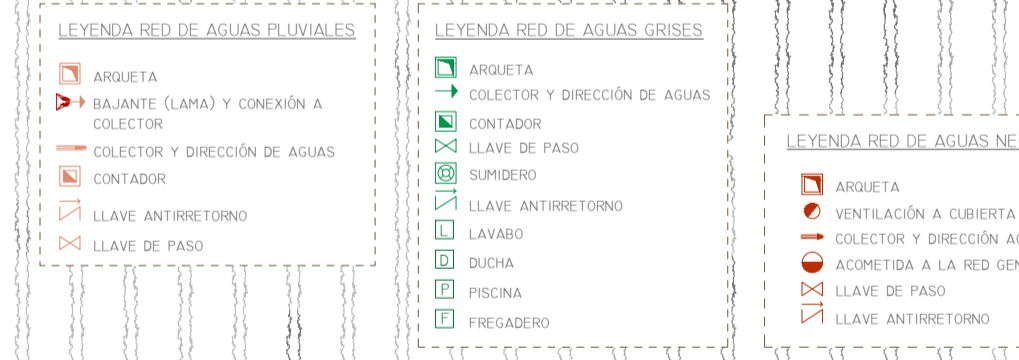 LEYENDA RED DE AGUAS PLUVIALES
ARQUETA
BAJANTE (LAMA) Y CONEXIÓN A
COLECTOR
COLECTOR Y DIRECCIÓN DE AGUAS
CONTADOR
LLAVE ANTIRRETORNO
LLAVE DE PASO
LEYENDA RED DE AGUAS GRISES
ARQUETA
COLECTOR Y DIRECCIÓN DE AGUAS
CONTADOR
LLAVE DE PASO
SUMIDERO
LLAVE ANTIRRETORNO
L LAVABO
D DUCHA
P PISCINA
F FREGADERO
LEYENDA RED DE AGUAS NE
ARQUETA
VENTILACIÓN A CUBIERTA
COLECTOR Y DIRECCIÓN AG
ACOMETIDA A LA RED GEN
LLAVE DE PASO
LLAVE ANTIRRETORNO